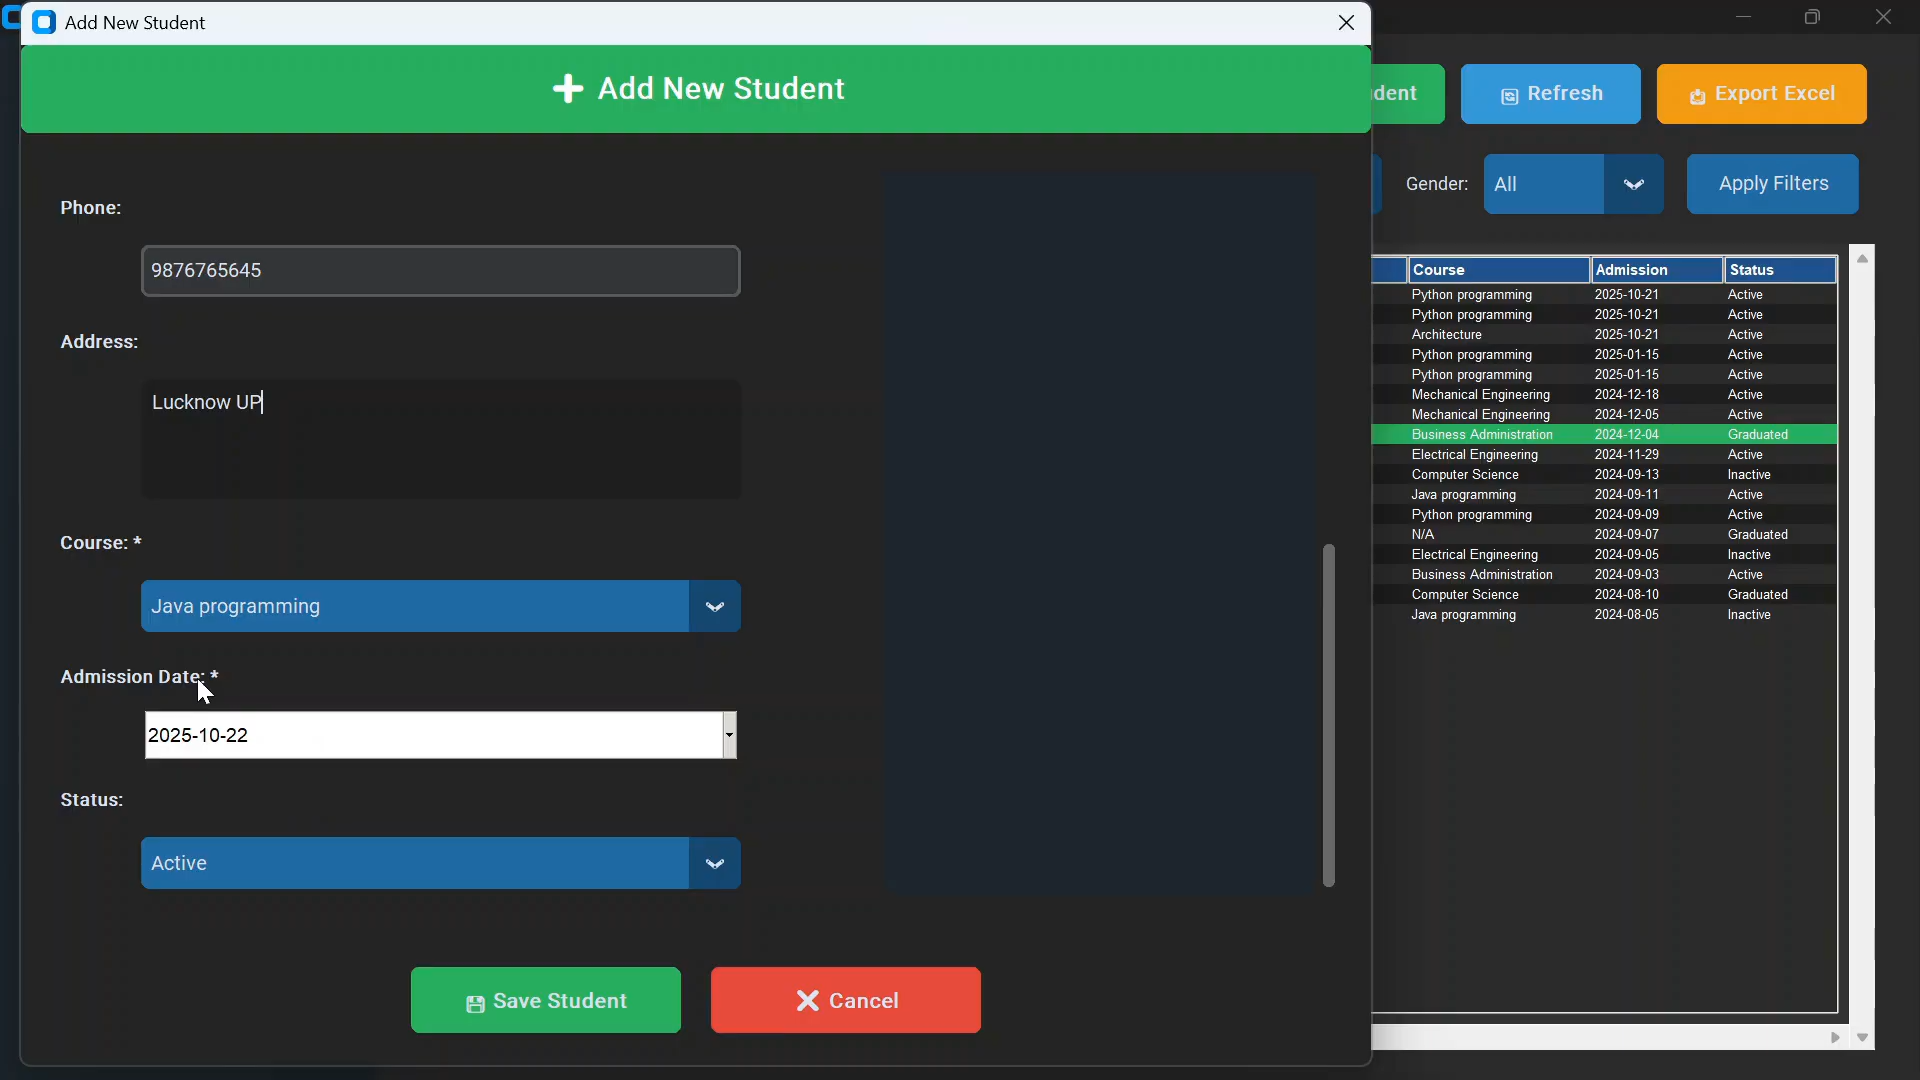 Add New Student
Add New Student
dent
Refresh
Export Excel
Gender:
All
Apply Filters
Phone:
9876765645
Address:
Lucknow UP
Course: *
Java programming
Admission Date: *
2025-10-22
Status:
Active
Save Student
Cancel
Course Admission Status
Python programming 2025-10-21 Active
Python programming 2025-10-21 Active
Architecture 2025-10-21 Active
Python programming 2025-01-15 Active
Python programming 2025-01-15 Active
Mechanical Engineering 2024-12-18 Active
Mechanical Engineering 2024-12-05 Active
Business Administration 2024-12-04 Graduated
Electrical Engineering 2024-11-29 Active
Computer Science 2024-09-13 Inactive
Java programming 2024-09-11 Active
Python programming 2024-09-09 Active
N/A 2024-09-07 Graduated
Electrical Engineering 2024-09-05 Inactive
Business Administration 2024-09-03 Active
Computer Science 2024-08-10 Graduated
Java programming 2024-08-05 Inactive